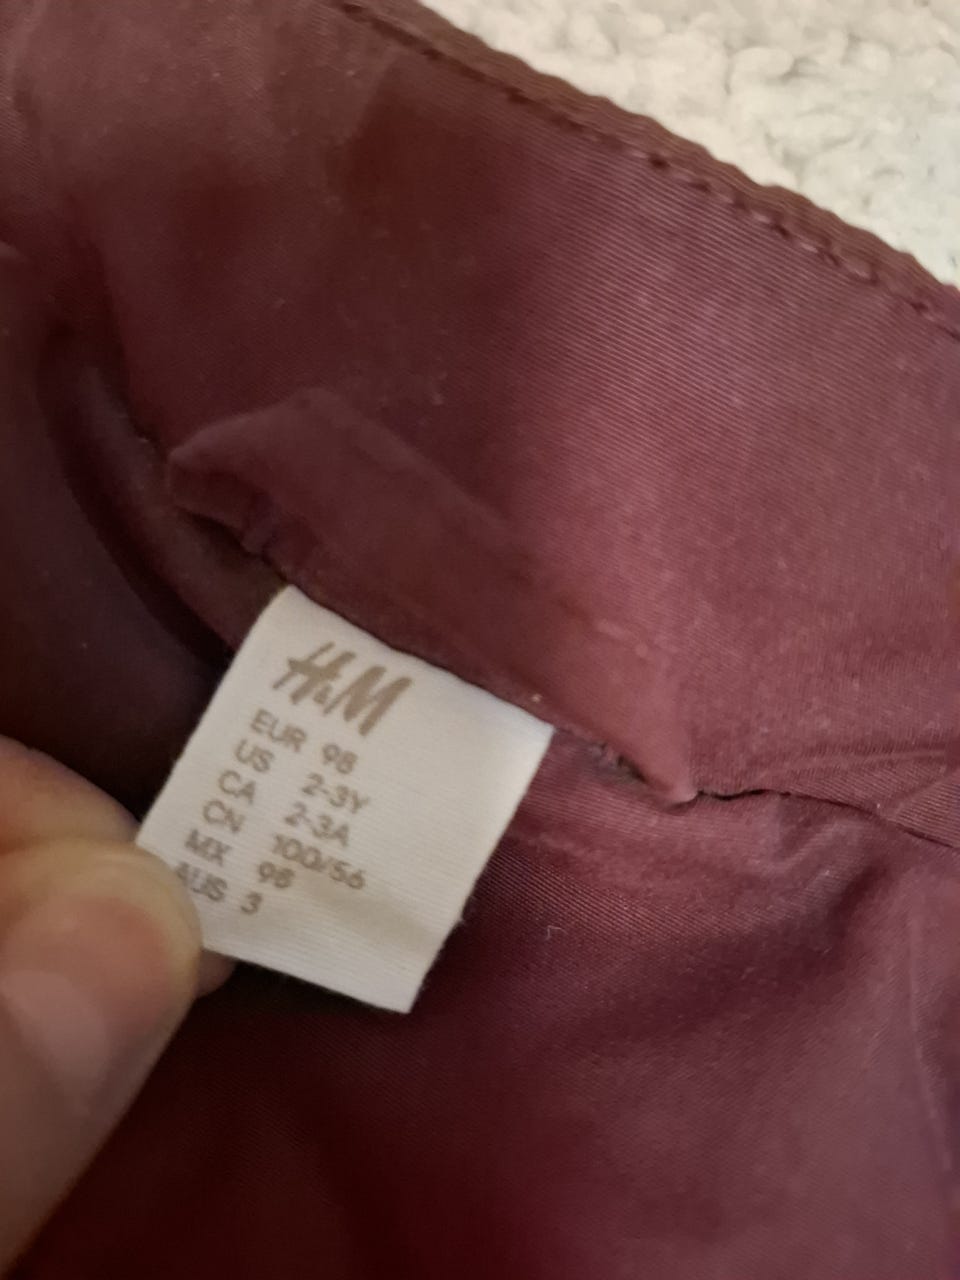 H&M
EUR 98
US 2-3Y
CA 2-3A
CN 100/56
MX 98
AUS 3